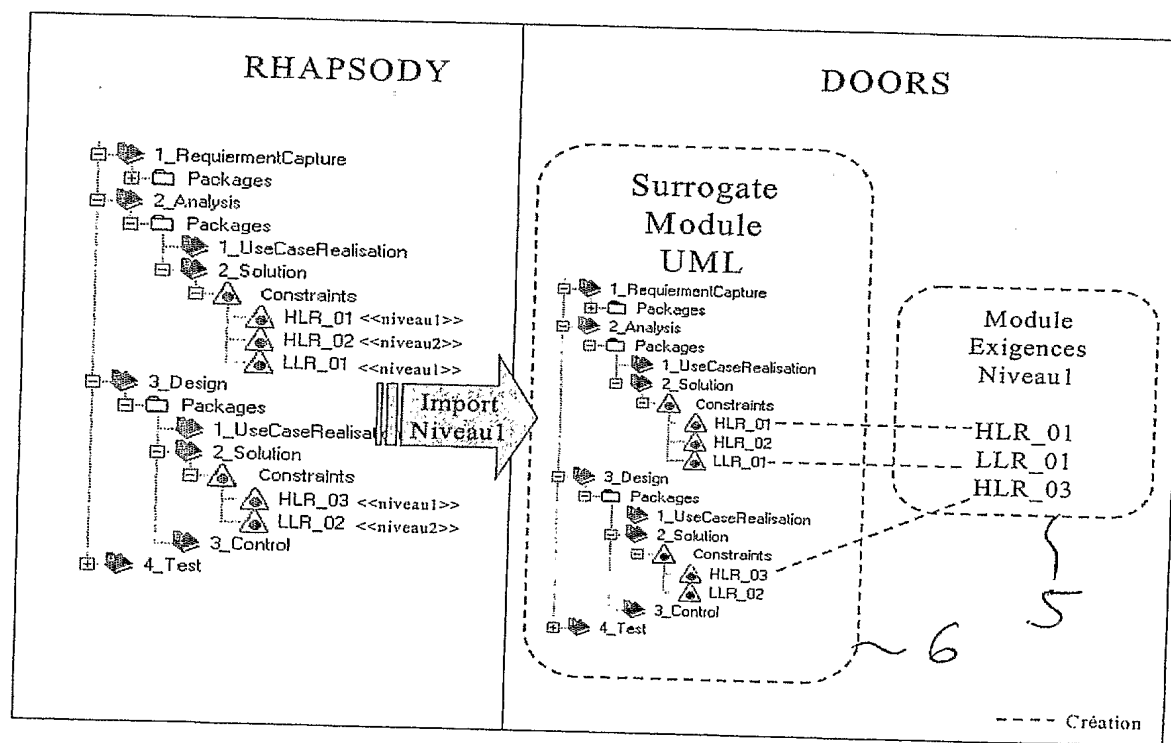 RHAPSODY
1_RequiermentCapture
Packages
2_Analysis
Packages
1_UseCaseRealisation
2_Solution
Constraints
HLR_01 <<niveau1>>
HLR_02 <<niveau2>>
LLR_01 <<niveau1>>
3_Design
Packages
1_UseCaseRealisat
2_Solution
Constraints
HLR_03 <<niveau1>>
LLR_02 <<niveau2>>
3_Control
4_Test
Import
Niveau1
DOORS
Surrogate
Module
UML
1_RequiermentCapture
Packages
2_Analysis
Packages
1_UseCaseRealisation
2_Solution
Constraints
HLR_01
HLR_02
LLR_01
3_Design
Packages
1_UseCaseRealisation
2_Solution
Constraints
HLR_03
LLR_02
3_Control
4_Test
6
Module
Exigences
Niveau1
HLR_01
LLR_01
HLR_03
5
---- Création